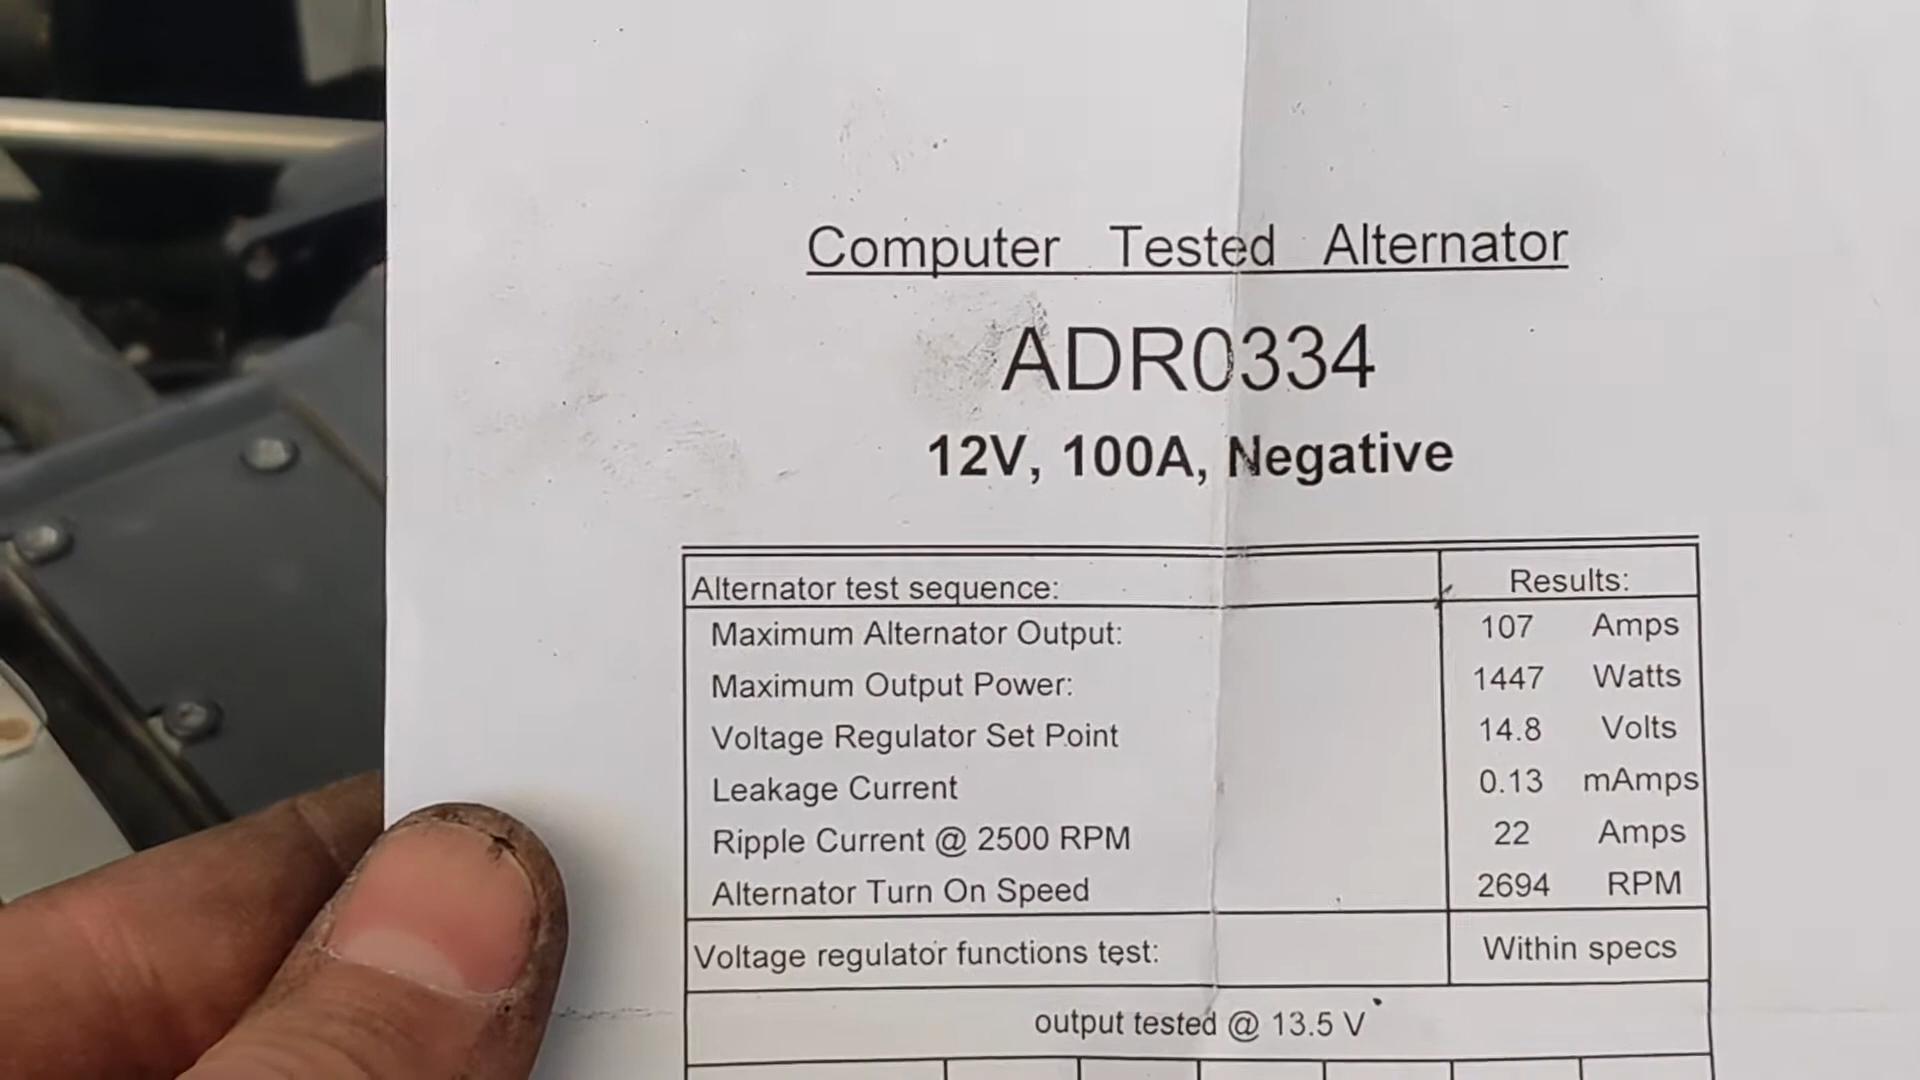 Computer Tested Alternator
ADR0334
12V, 100A, Negative
Alternator test sequence: Results:
Maximum Alternator Output: 107 Amps
Maximum Output Power: 1447 Watts
Voltage Regulator Set Point 14.8 Volts
Leakage Current 0.13 mAmps
Ripple Current @ 2500 RPM 22 Amps
Alternator Turn On Speed 2694 RPM
Voltage regulator functions test: Within specs
output tested @ 13.5 V